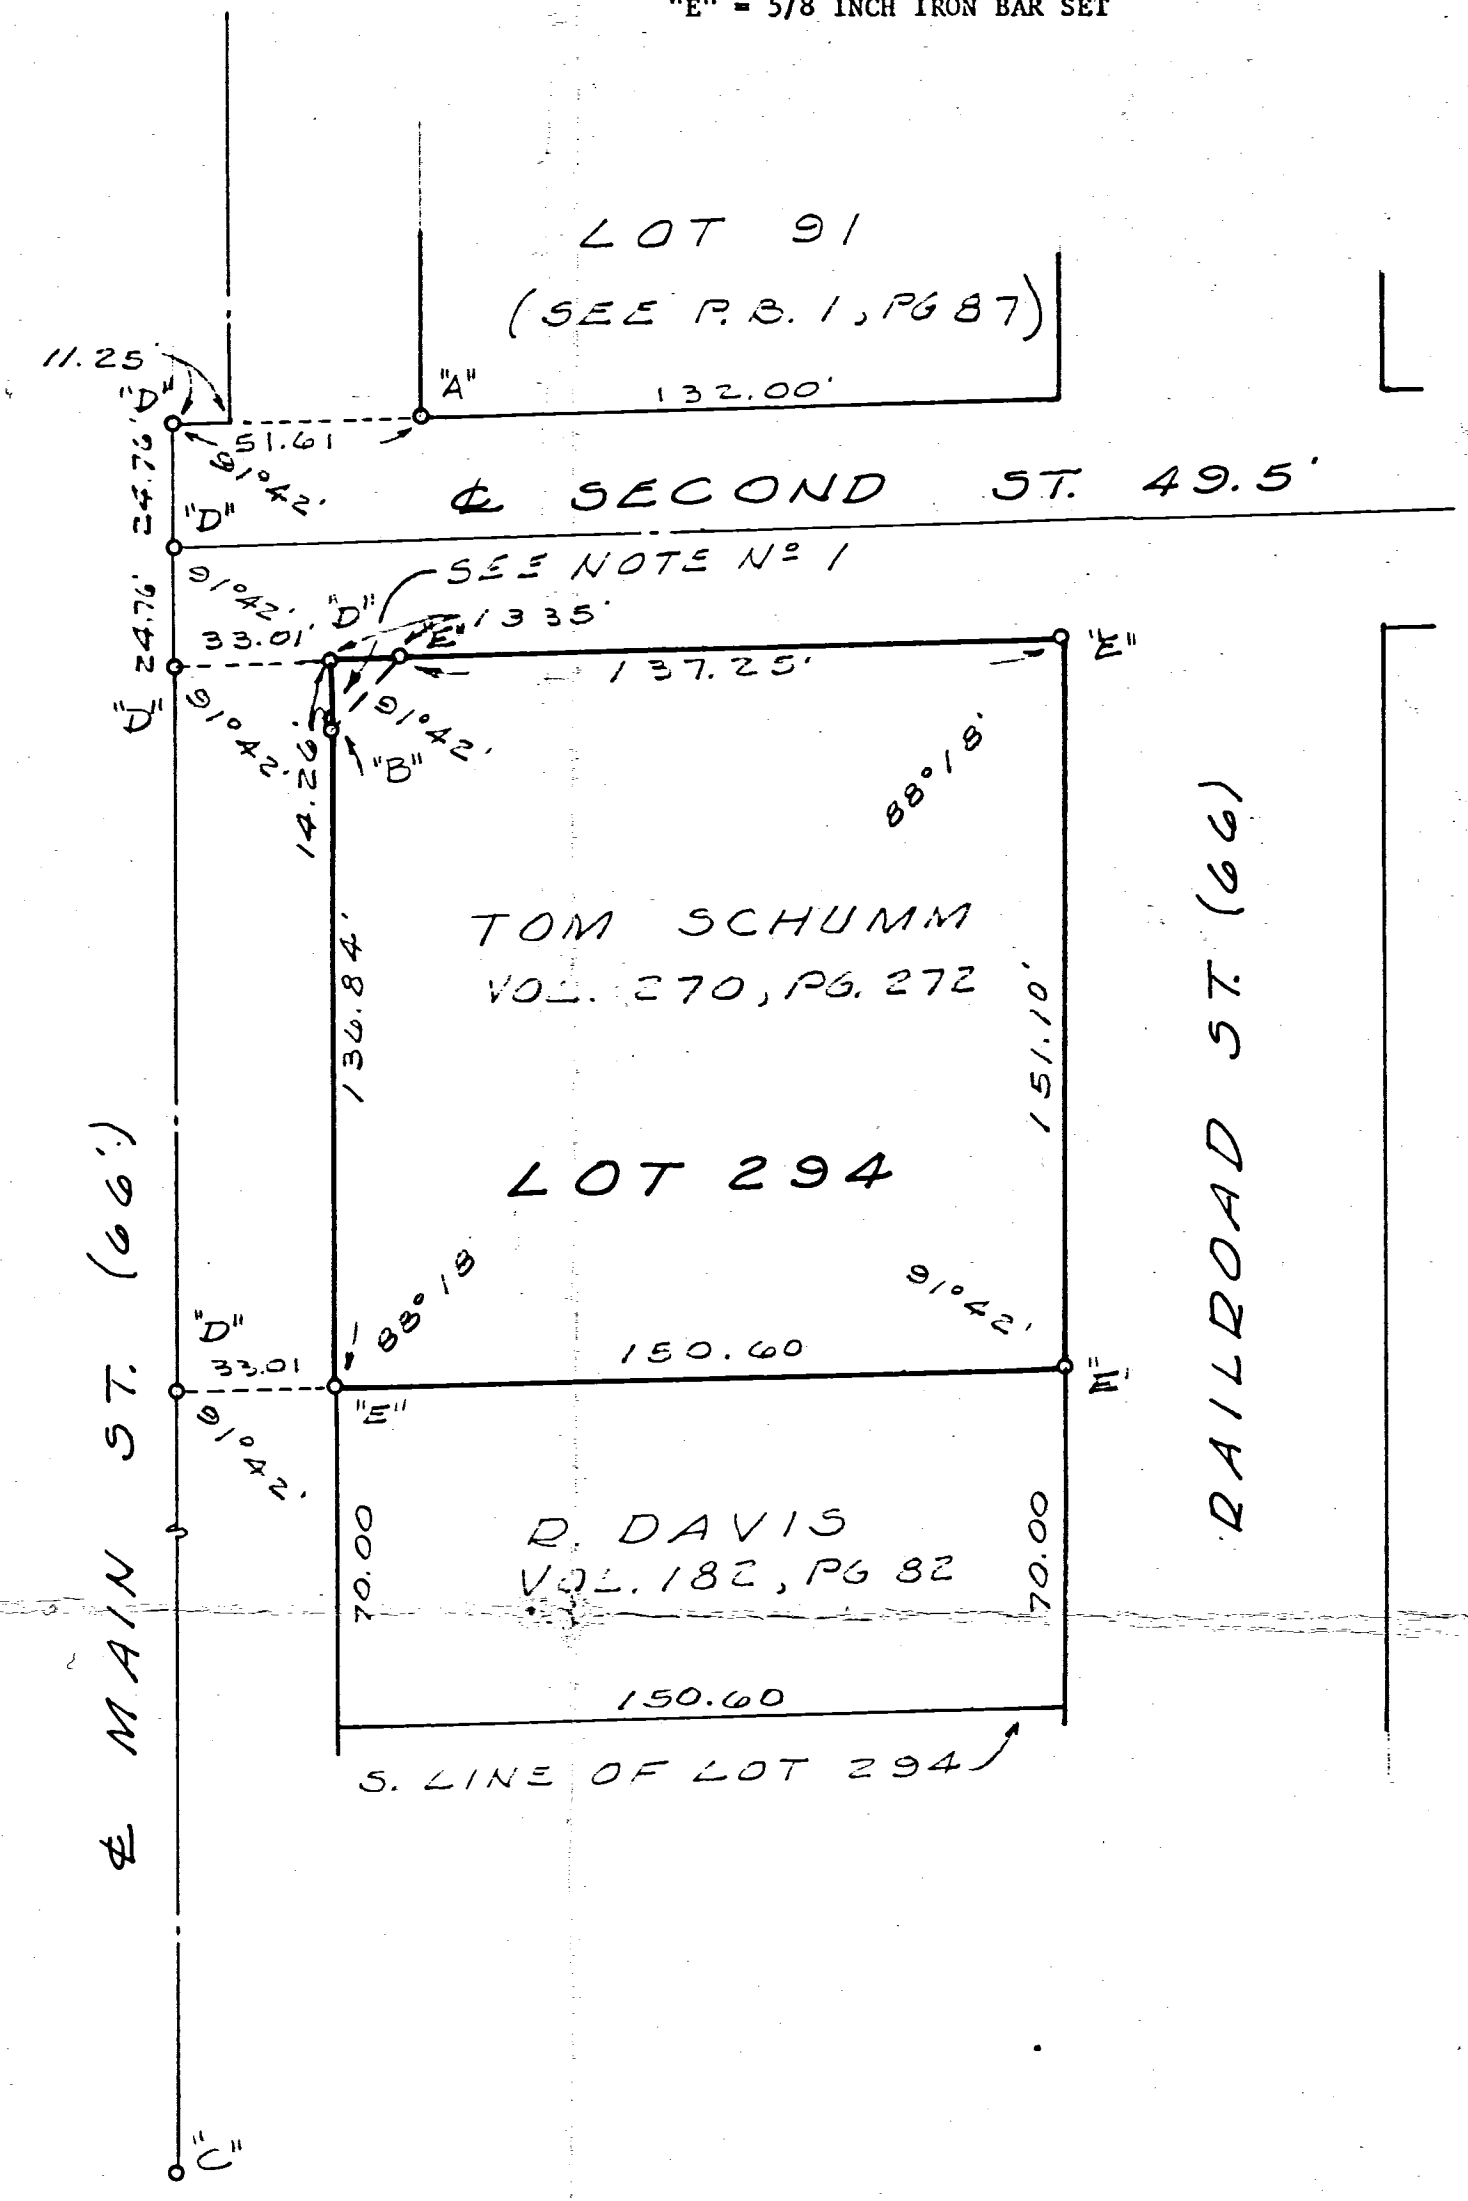 "E" = 5/8 INCH IRON BAR SET
LOT 91
(SEE P.B. 1, PG 87)
11.25'
"D"
"A"
132.00'
51.61
91°42'
24.76'
℄ SECOND ST. 49.5'
"D"
SEE NOTE Nº 1
91°42'
24.76'
"D"
13 35'
33.01'
"E"
137.25'
"E"
"D"
91°42'
91°42'
14.26'
"B"
88°18'
TOM SCHUMM
VOL. 270, PG. 272
136.84'
151.10'
RAILROAD ST. (66)
LOT 294
℄ MAIN ST. (66')
88°18
91°42'
"D"
33.01
150.60
"E"
"E"
91°42'
R. DAVIS
VOL. 182, PG 82
70.00
70.00
150.60
S. LINE OF LOT 294
"C"